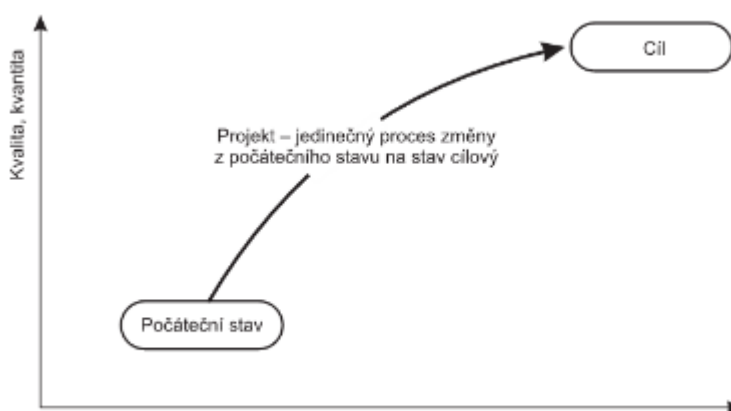 Cíl
Kvalita, kvantita
Projekt – jedinečný proces změny
z počátečního stavu na stav cílový
Počáteční stav